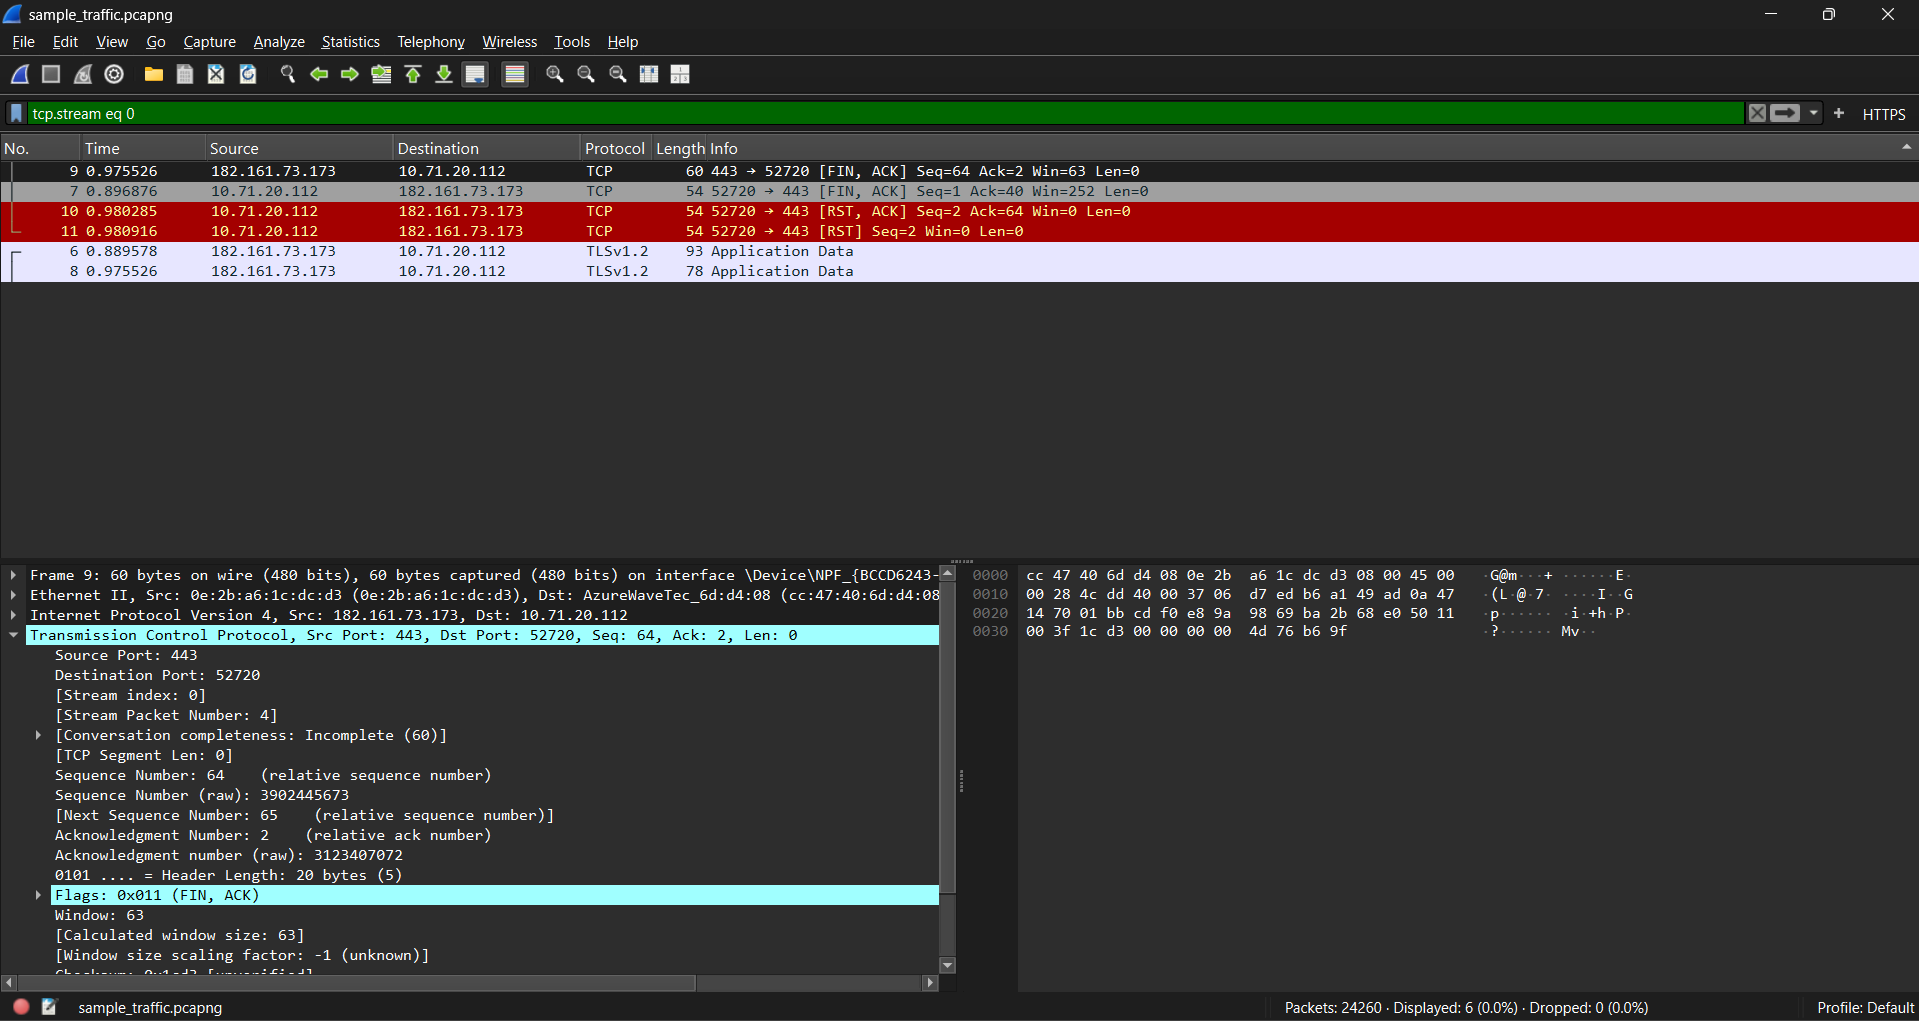 sample_traffic.pcapng
File Edit View Go Capture Analyze Statistics Telephony Wireless Tools Help
tcp.stream eq 0 HTTPS
No. Time Source Destination Protocol Length Info
9 0.975526 182.161.73.173 10.71.20.112 TCP 60 443 → 52720 [FIN, ACK] Seq=64 Ack=2 Win=63 Len=0
7 0.896876 10.71.20.112 182.161.73.173 TCP 54 52720 → 443 [FIN, ACK] Seq=1 Ack=40 Win=252 Len=0
10 0.980285 10.71.20.112 182.161.73.173 TCP 54 52720 → 443 [RST, ACK] Seq=2 Ack=64 Win=0 Len=0
11 0.980916 10.71.20.112 182.161.73.173 TCP 54 52720 → 443 [RST] Seq=2 Win=0 Len=0
6 0.889578 182.161.73.173 10.71.20.112 TLSv1.2 93 Application Data
8 0.975526 182.161.73.173 10.71.20.112 TLSv1.2 78 Application Data
Frame 9: 60 bytes on wire (480 bits), 60 bytes captured (480 bits) on interface \Device\NPF_{BCCD6243-
Ethernet II, Src: 0e:2b:a6:1c:dc:d3 (0e:2b:a6:1c:dc:d3), Dst: AzureWaveTec_6d:d4:08 (cc:47:40:6d:d4:08
Internet Protocol Version 4, Src: 182.161.73.173, Dst: 10.71.20.112
Transmission Control Protocol, Src Port: 443, Dst Port: 52720, Seq: 64, Ack: 2, Len: 0
Source Port: 443
Destination Port: 52720
[Stream index: 0]
[Stream Packet Number: 4]
[Conversation completeness: Incomplete (60)]
[TCP Segment Len: 0]
Sequence Number: 64 (relative sequence number)
Sequence Number (raw): 3902445673
[Next Sequence Number: 65 (relative sequence number)]
Acknowledgment Number: 2 (relative ack number)
Acknowledgment number (raw): 3123407072
0101 .... = Header Length: 20 bytes (5)
Flags: 0x011 (FIN, ACK)
Window: 63
[Calculated window size: 63]
[Window size scaling factor: -1 (unknown)]
0000 cc 47 40 6d d4 08 0e 2b a6 1c dc d3 08 00 45 00 ·G@m···+ ······E·
0010 00 28 4c dd 40 00 37 06 d7 ed b6 a1 49 ad 0a 47 ·(L·@·7· ····I··G
0020 14 70 01 bb cd f0 e8 9a 98 69 ba 2b 68 e0 50 11 ·p······ ·i·+h·P·
0030 00 3f 1c d3 00 00 00 00 4d 76 b6 9f ·?······ Mv··
sample_traffic.pcapng Packets: 24260 · Displayed: 6 (0.0%) · Dropped: 0 (0.0%) Profile: Default